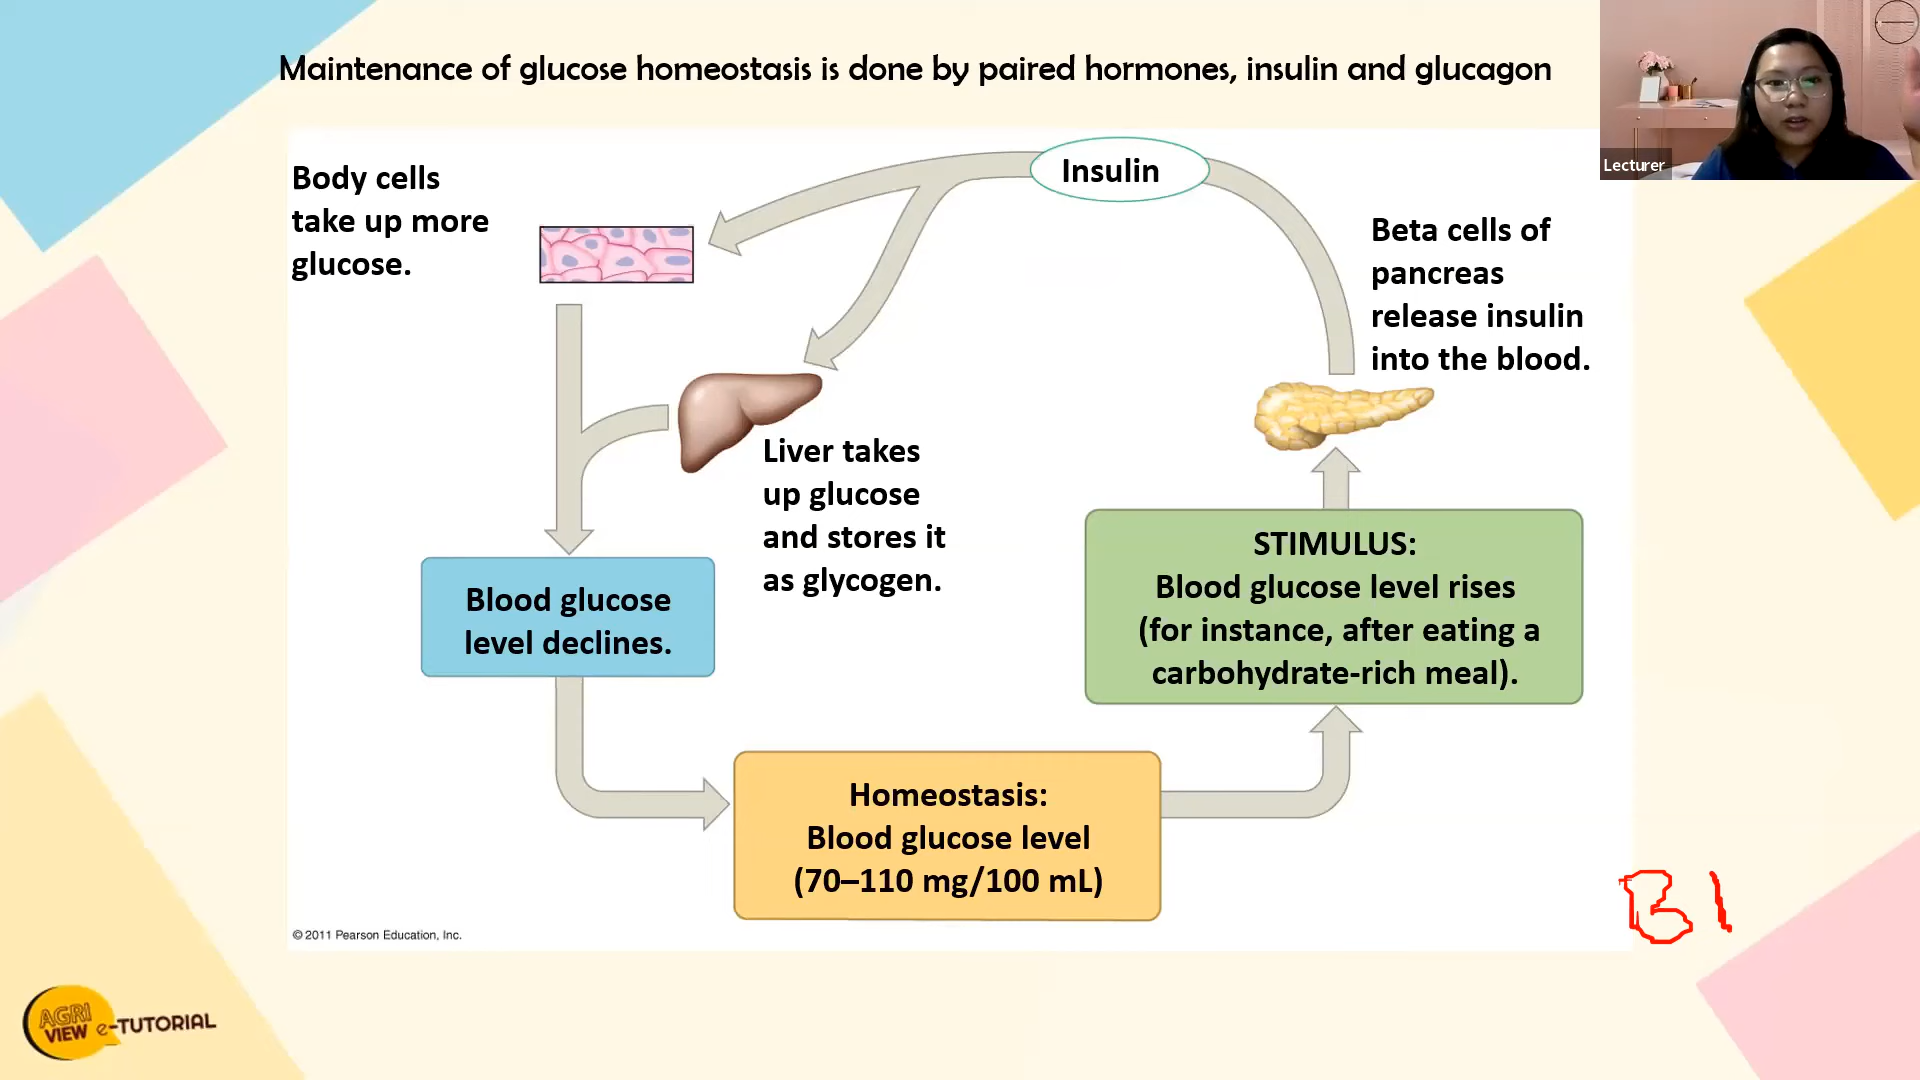 Maintenance of glucose homeostasis is done by paired hormones, insulin and glucagon
Lecturer
Insulin
Body cells
take up more
glucose.
Beta cells of
pancreas
release insulin
into the blood.
Liver takes
up glucose
and stores it
as glycogen.
STIMULUS:
Blood glucose level rises
(for instance, after eating a
carbohydrate-rich meal).
Blood glucose
level declines.
Homeostasis:
Blood glucose level
(70–110 mg/100 mL)
B1
© 2011 Pearson Education, Inc.
AGRI
VIEW e-TUTORIAL